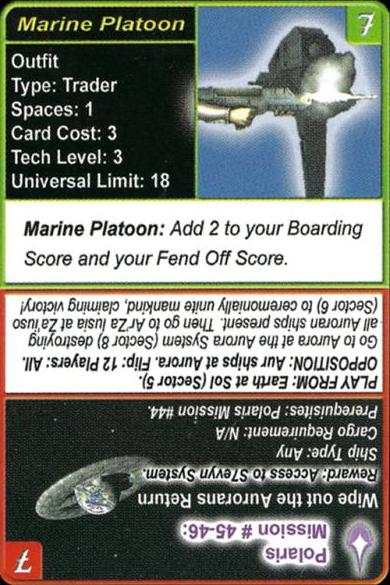 Marine Platoon
7
Outfit
Type: Trader
Spaces: 1
Card Cost: 3
Tech Level: 3
Universal Limit: 18
Marine Platoon: Add 2 to your Boarding
Score and your Fend Off Score.
7
Polaris
Mission # 45-46:
Wipe out the Aurorans Return
Reward: Access to S7evyn System.
Ship Type: Any
Cargo Requirement: N/A
Prerequisites: Polaris Mission #44.
PLAY FROM: Earth at Sol (Sector 5).
OPPOSITION: Aur ships at Aurora. Flip: 12 Players: All.
Go to Aurora at the Aurora System (Sector 8) destroying
all Auroran ships present. Then go to Ar'Za Iusia at Za'luso
(Sector 6) to ceremonially unite mankind, claiming victory!